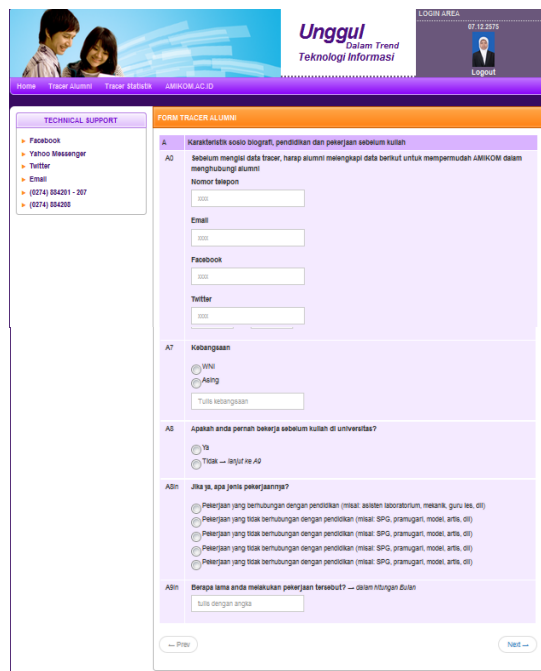 LOGIN AREA
07.12.2575
Logout
Unggul
Dalam Trend
Teknologi Informasi
Home Tracer Alumni Tracer Statistik AMIKOM.AC.ID
TECHNICAL SUPPORT
Facebook
Yahoo Messenger
Twitter
Email
(0274) 884201 - 207
(0274) 884208
FORM TRACER ALUMNI
A Karakteristik sosio biografi, pendidikan dan pekerjaan sebelum kuliah
A0 Sebelum mengisi data tracer, harap alumni melengkapi data berikut untuk mempermudah AMIKOM dalam
menghubungi alumni
Nomor telepon
xxxx
Email
xxxx
Facebook
xxxx
Twitter
xxxx
A7 Kebangsaan
WNI
Asing
Tulis kebangsaan
A8 Apakah anda pernah bekerja sebelum kuliah di universitas?
Ya
Tidak → lanjut ke A9
A8in Jika ya, apa jenis pekerjaannya?
Pekerjaan yang berhubungan dengan pendidikan (misal: asisten laboratorium, mekanik, guru les, dll)
Pekerjaan yang tidak berhubungan dengan pendidikan (misal: SPG, pramugari, model, artis, dll)
Pekerjaan yang tidak berhubungan dengan pendidikan (misal: SPG, pramugari, model, artis, dll)
Pekerjaan yang tidak berhubungan dengan pendidikan (misal: SPG, pramugari, model, artis, dll)
Pekerjaan yang tidak berhubungan dengan pendidikan (misal: SPG, pramugari, model, artis, dll)
A9in Berapa lama anda melakukan pekerjaan tersebut? → dalam hitungan Bulan
tulis dengan angka
← Prev Next →